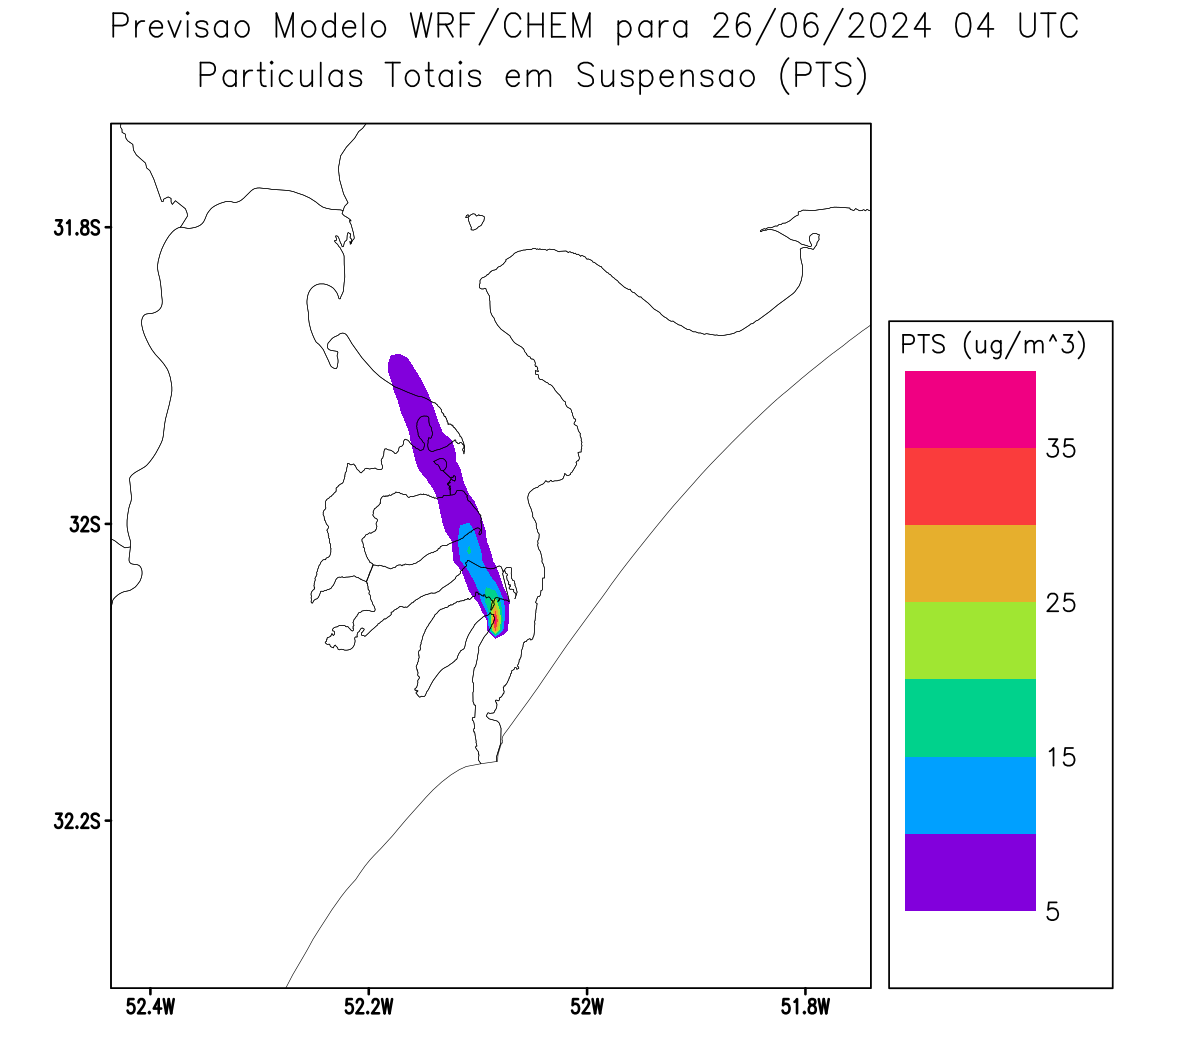 Previsao Modelo WRF/CHEM para 26/06/2024 04 UTC
Particulas Totais em Suspensao (PTS)
31.8S
32S
32.2S
52.4W
52.2W
52W
51.8W
PTS (ug/m^3)
35
25
15
5